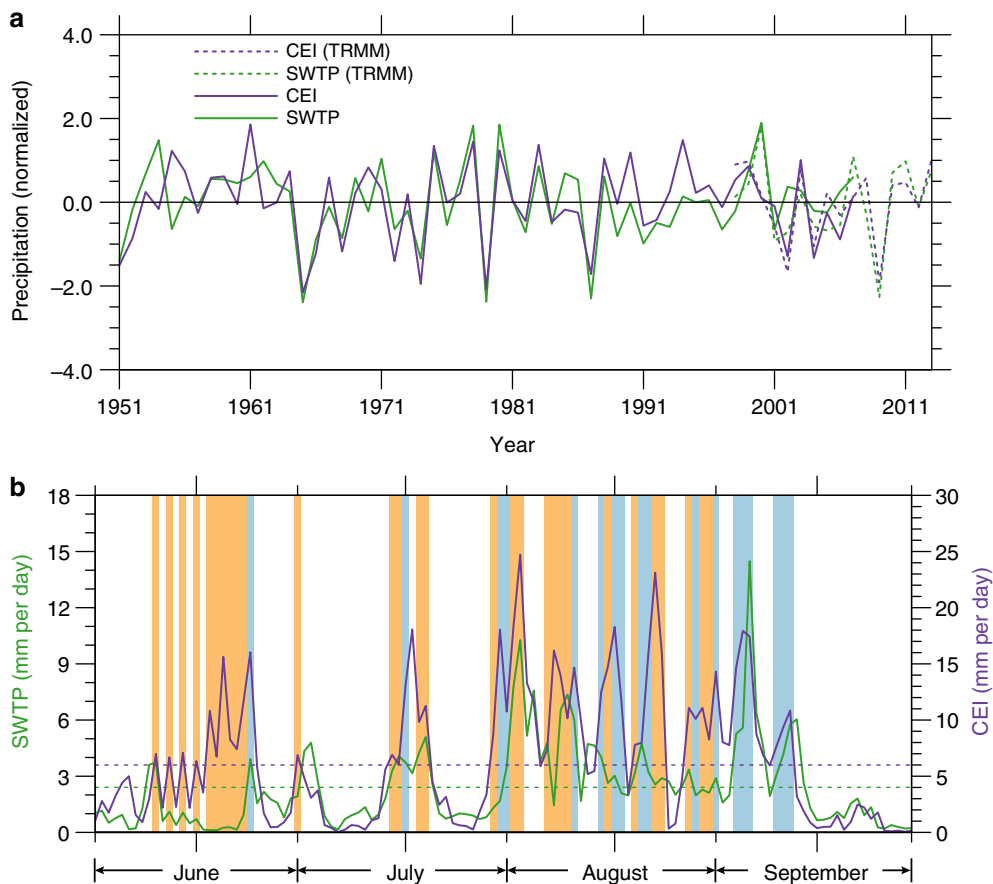 a
4.0
2.0
0.0
–2.0
–4.0
Precipitation (normalized)
CEI (TRMM)
SWTP (TRMM)
CEI
SWTP
1951 1961 1971 1981 1991 2001 2011
Year
b
18
15
12
9
6
3
0
SWTP (mm per day)
30
25
20
15
10
5
0
CEI (mm per day)
June July August September